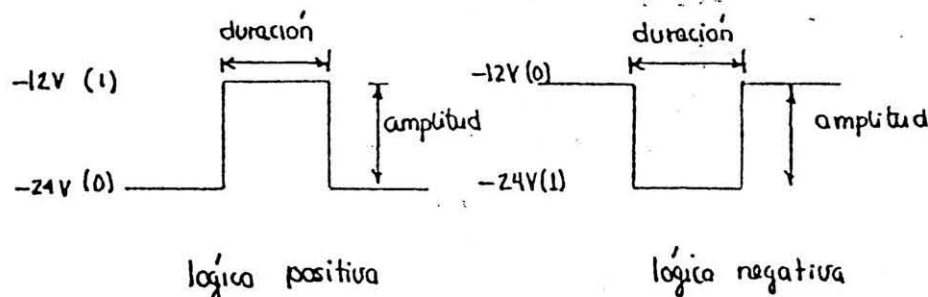 duración
-12V (1)
amplitud
-24V (0)
lógica positiva
duración
-12V(0)
amplitud
-24V(1)
lógica negativa